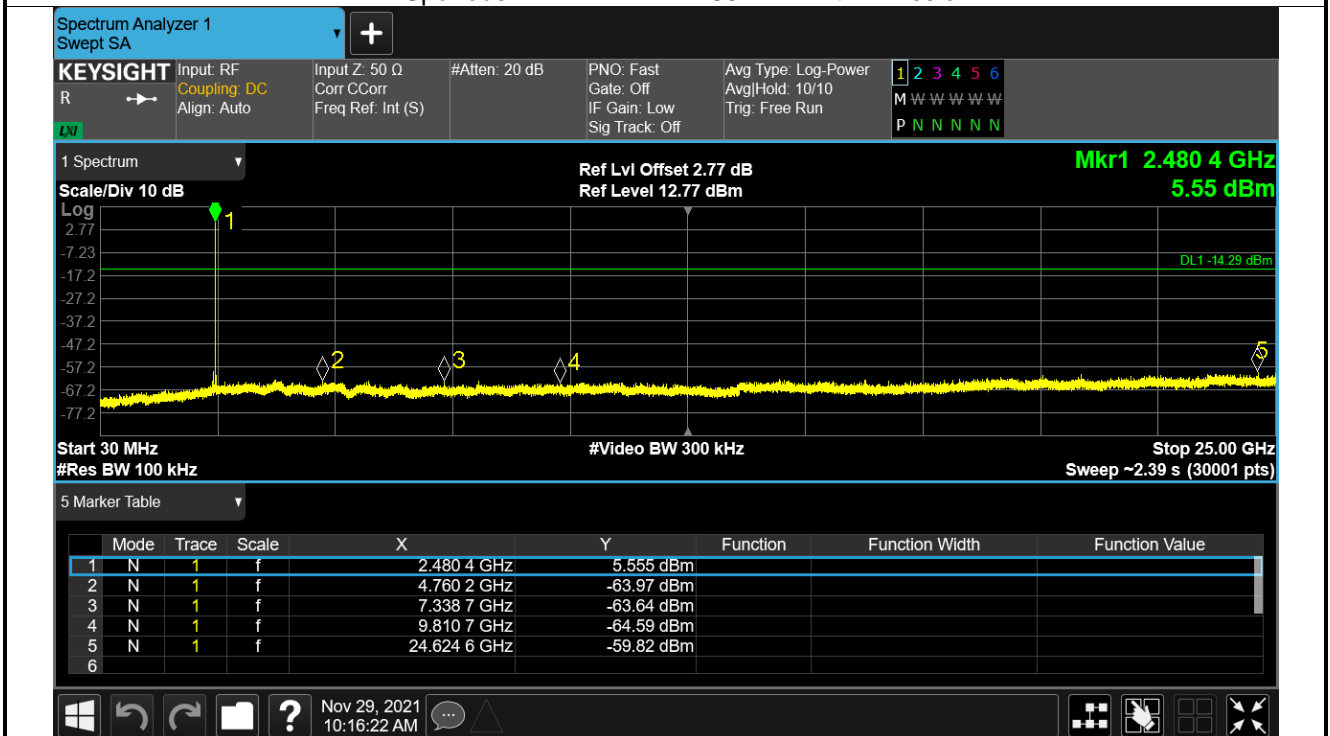 Spectrum Analyzer 1
Swept SA
+
KEYSIGHT Input: RF Input Z: 50 Ω #Atten: 20 dB PNO: Fast Avg Type: Log-Power 1 2 3 4 5 6
R Coupling: DC Corr CCorr Gate: Off Avg|Hold: 10/10 M W W W W W
Align: Auto Freq Ref: Int (S) IF Gain: Low Trig: Free Run
LXI Sig Track: Off P N N N N N
1 Spectrum Ref Lvl Offset 2.77 dB Mkr1 2.480 4 GHz
Scale/Div 10 dB Ref Level 12.77 dBm 5.55 dBm
Log
1
2.77
-7.23
DL1 -14.29 dBm
-17.2
-27.2
-37.2
-47.2
2 3 4 5
-57.2
-67.2
-77.2
Start 30 MHz #Video BW 300 kHz Stop 25.00 GHz
#Res BW 100 kHz Sweep ~2.39 s (30001 pts)
5 Marker Table
Mode Trace Scale X Y Function Function Width Function Value
1 N 1 f 2.480 4 GHz 5.555 dBm
2 N 1 f 4.760 2 GHz -63.97 dBm
3 N 1 f 7.338 7 GHz -63.64 dBm
4 N 1 f 9.810 7 GHz -64.59 dBm
5 N 1 f 24.624 6 GHz -59.82 dBm
6
? Nov 29, 2021
10:16:22 AM